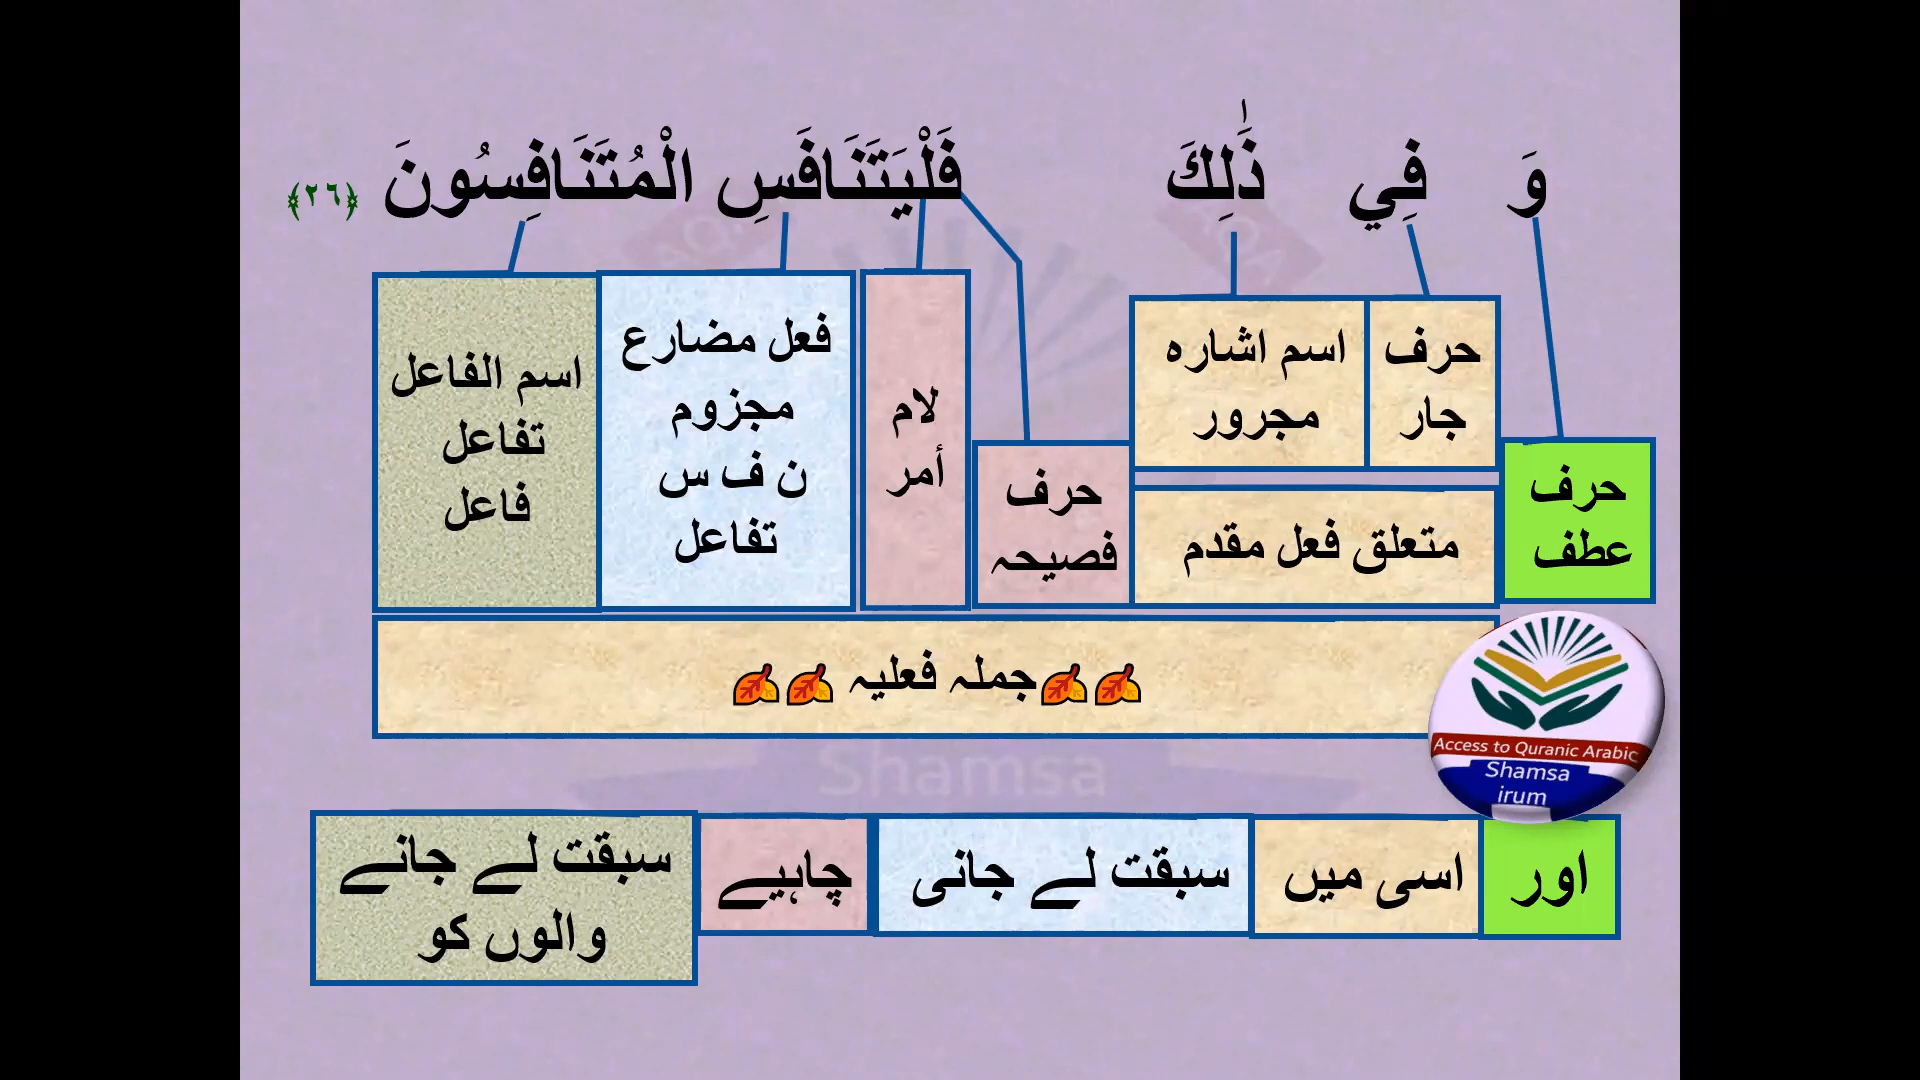 وَ فِي ذَٰلِكَ فَلْيَتَنَافَسِ الْمُتَنَافِسُونَ ﴿٢٦﴾
حرف
عطف
حرف
جار
اسم اشارہ
مجرور
متعلق فعل مقدم
حرف
فصیحہ
لام
أمر
فعل مضارع
مجزوم
ن ف س
تفاعل
اسم الفاعل
تفاعل
فاعل
🍂🍂جملہ فعلیہ 🍂🍂
Access to Quranic Arabic
Shamsa
irum
Shamsa
اور
اسی میں
سبقت لے جانی
چاہیے
سبقت لے جانے
والوں کو